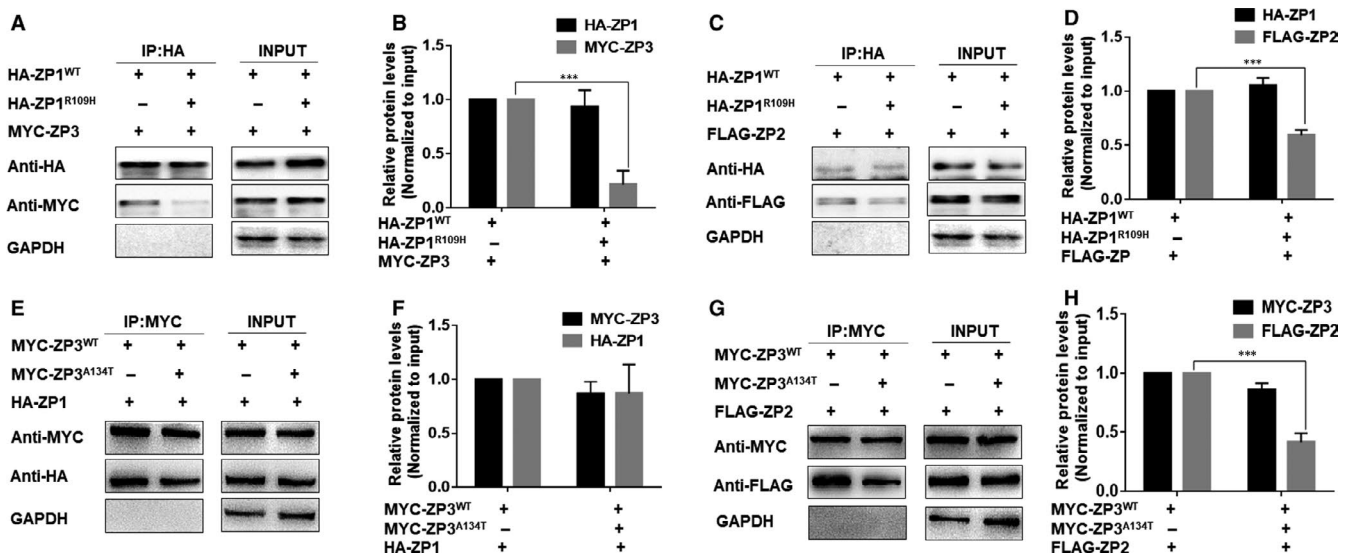 A
IP:HA INPUT
HA-ZP1WT + + + +
HA-ZP1R109H – + – +
MYC-ZP3 + + + +
Anti-HA
Anti-MYC
GAPDH
B
HA-ZP1
MYC-ZP3
Relative protein levels
(Normalized to input)
1.5
1.0
0.5
0.0
***
HA-ZP1WT + +
HA-ZP1R109H – +
MYC-ZP3 + +
C
IP:HA INPUT
HA-ZP1WT + + + +
HA-ZP1R109H – + – +
FLAG-ZP2 + + + +
Anti-HA
Anti-FLAG
GAPDH
D
HA-ZP1
FLAG-ZP2
Relative protein levels
(Normalized to input)
1.5
1.0
0.5
0.0
***
HA-ZP1WT + +
HA-ZP1R109H – +
FLAG-ZP + +
E
IP:MYC INPUT
MYC-ZP3WT + + + +
MYC-ZP3A134T – + – +
HA-ZP1 + + + +
Anti-MYC
Anti-HA
GAPDH
F
MYC-ZP3
HA-ZP1
Relative protein levels
(Normalized to input)
1.5
1.0
0.5
0.0
MYC-ZP3WT + +
MYC-ZP3A134T – +
HA-ZP1 + +
G
IP:MYC INPUT
MYC-ZP3WT + + + +
MYC-ZP3A134T – + – +
FLAG-ZP2 + + + +
Anti-MYC
Anti-FLAG
GAPDH
H
MYC-ZP3
FLAG-ZP2
Relative protein levels
(Normalized to input)
1.5
1.0
0.5
0.0
***
MYC-ZP3WT + +
MYC-ZP3A134T – +
FLAG-ZP2 + +